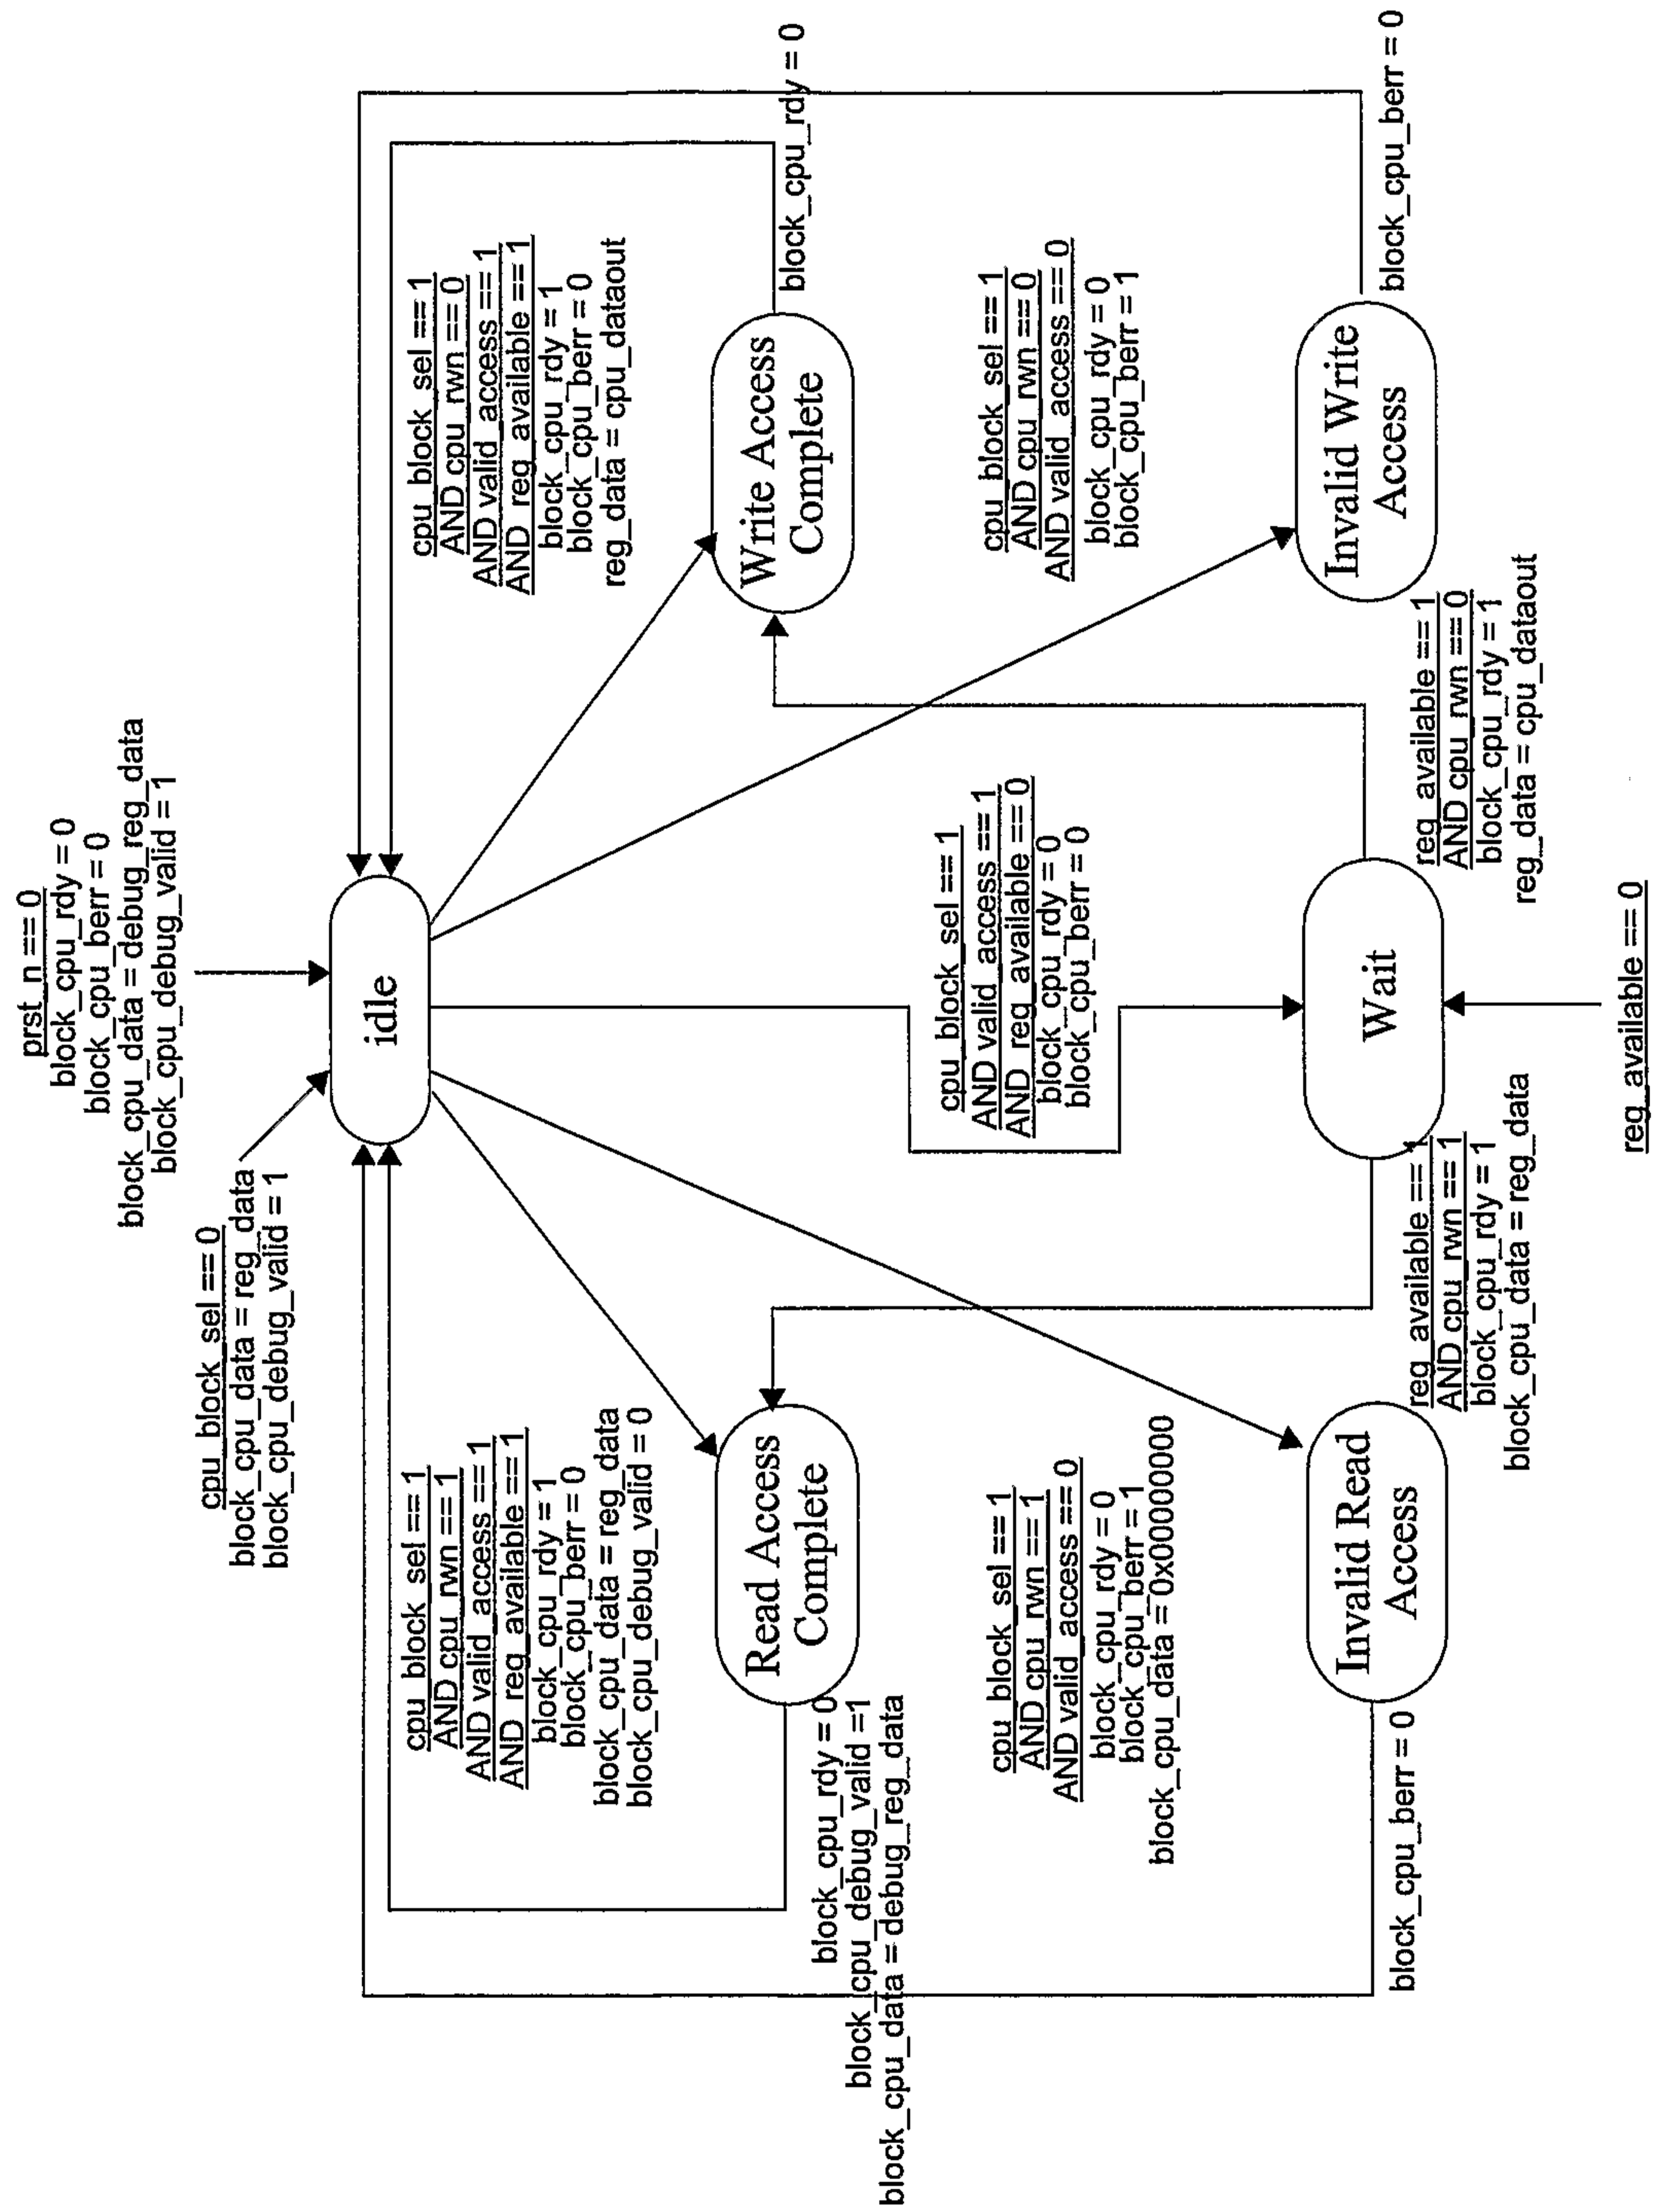 prst_n == 0
block_cpu_rdy = 0
block_cpu_berr = 0
block_cpu_data = debug_reg_data
block_cpu_debug_valid = 1
cpu_block_sel == 0
block_cpu_data = reg_data
block_cpu_debug_valid = 1
idle
cpu_block_sel == 1
AND cpu_rwn == 1
AND valid_access == 1
AND reg_available == 1
block_cpu_rdy = 1
block_cpu_berr = 0
block_cpu_data = reg_data
block_cpu_debug_valid = 0
cpu_block_sel == 1
AND cpu_rwn == 0
AND valid_access == 1
AND reg_available == 1
block_cpu_rdy = 1
block_cpu_berr = 0
reg_data = cpu_dataout
Read Access
Complete
Write Access
Complete
block_cpu_rdy = 0
block_cpu_debug_valid =1
block_cpu_data = debug_reg_data
block_cpu_rdy = 0
cpu_block_sel == 1
AND cpu_rwn == 1
AND valid_access == 0
block_cpu_rdy = 0
block_cpu_berr = 1
block_cpu_data = 0x00000000
cpu_block_sel == 1
AND valid_access == 1
AND reg_available == 0
block_cpu_rdy = 0
block_cpu_berr = 0
cpu_block_sel == 1
AND cpu_rwn == 0
AND valid_access == 0
block_cpu_rdy = 0
block_cpu_berr = 1
Invalid Read
Access
Wait
Invalid Write
Access
block_cpu_berr = 0
reg_available == 1
AND cpu_rwn == 1
block_cpu_rdy = 1
block_cpu_data = reg_data
reg_available == 1
AND cpu_rwn == 0
block_cpu_rdy = 1
reg_data = cpu_dataout
block_cpu_berr = 0
reg_available == 0